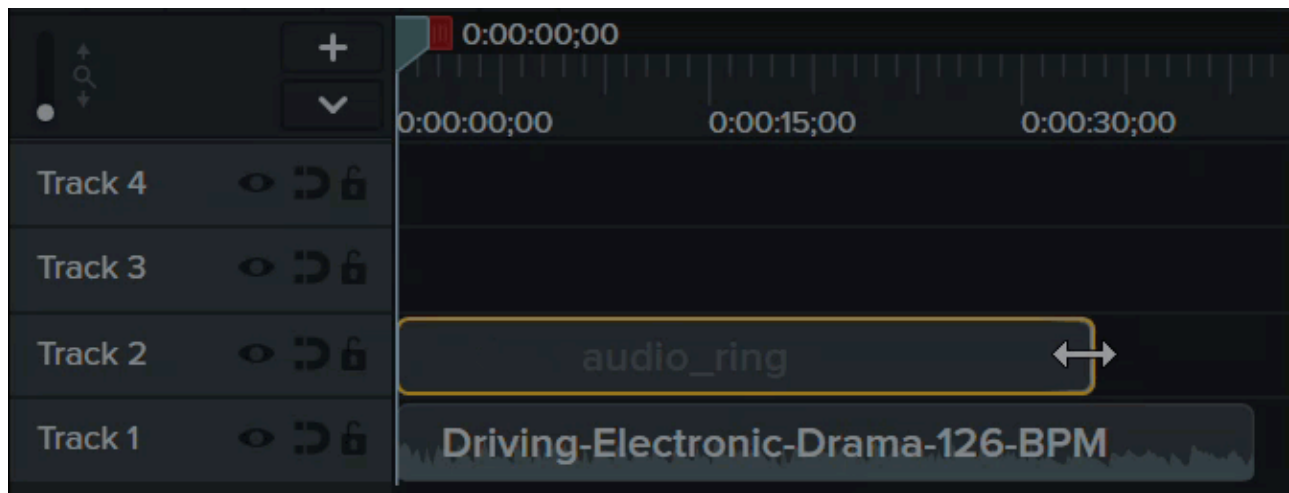 0:00:00;00
0:00:00;00 0:00:15;00 0:00:30;00
Track 4
Track 3
Track 2 audio_ring
Track 1 Driving-Electronic-Drama-126-BPM